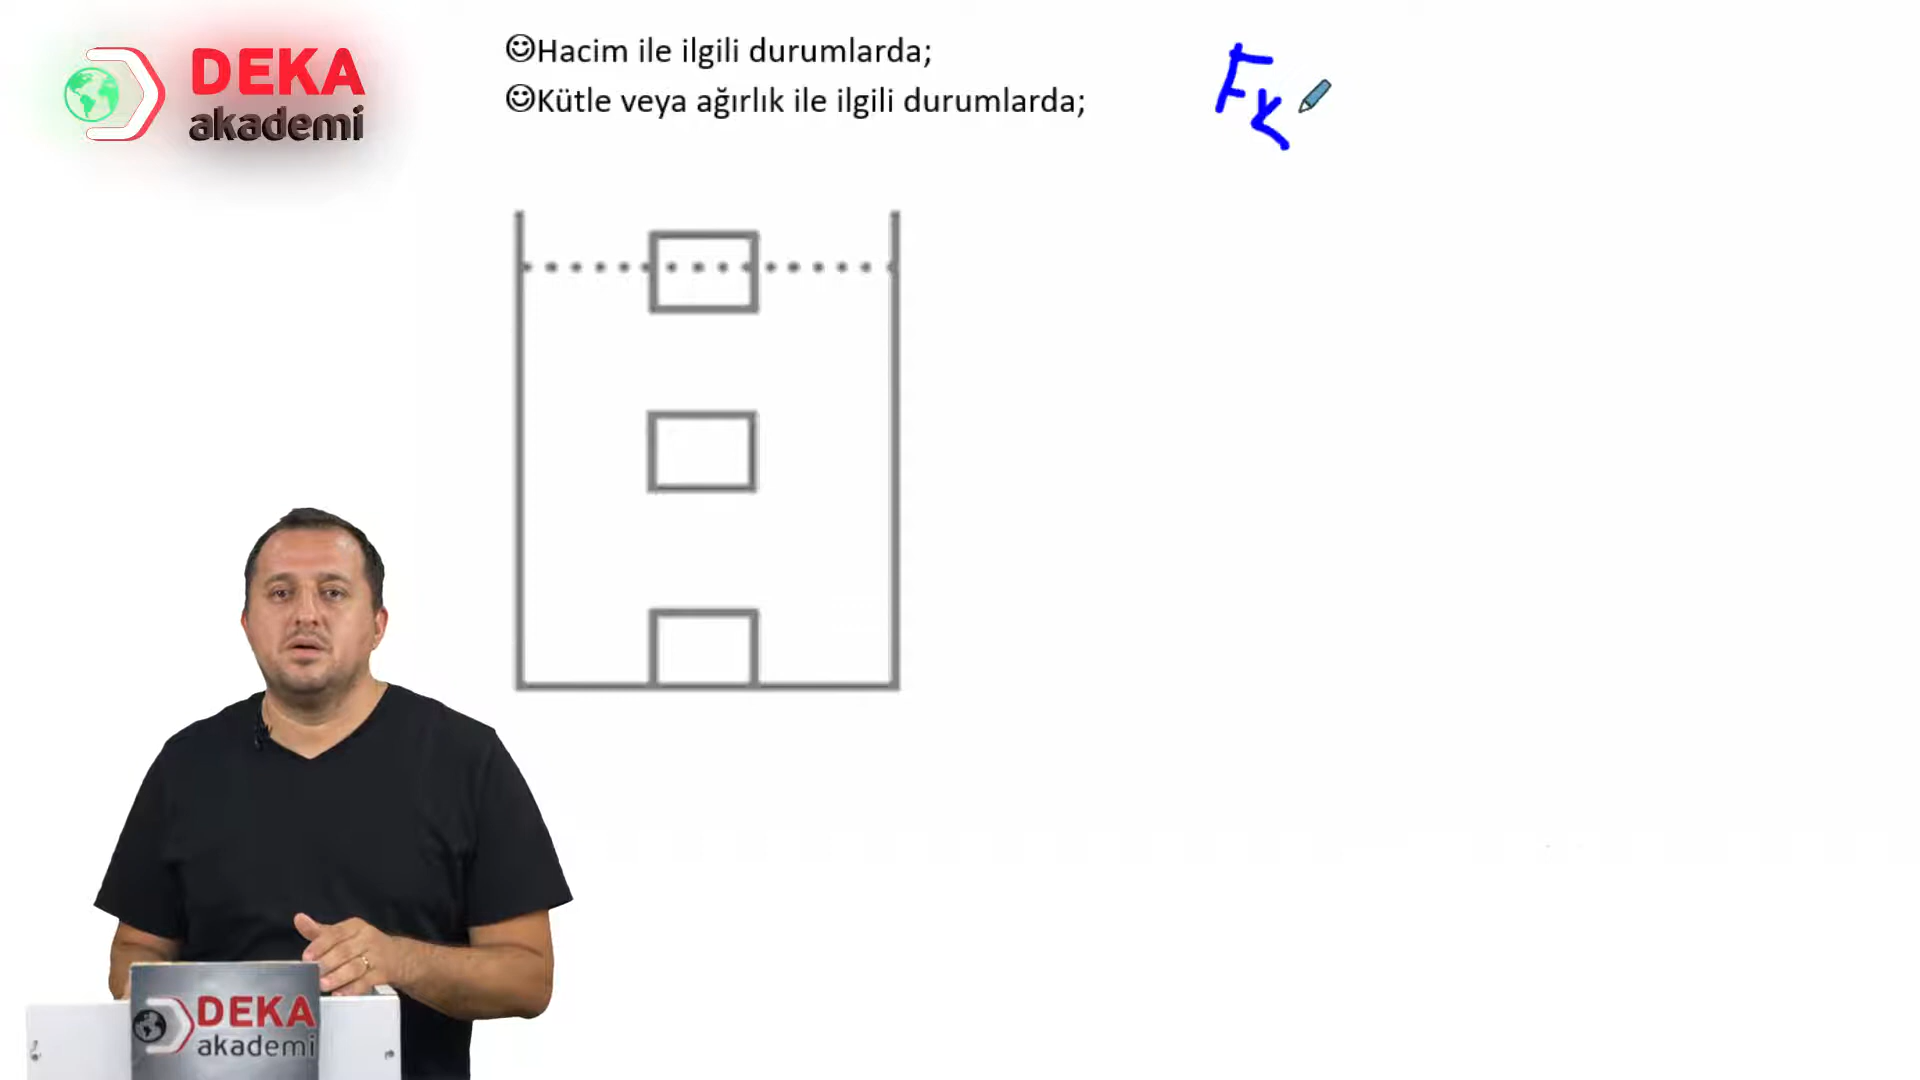 DEKA
akademi
Hacim ile ilgili durumlarda;
Kütle veya ağırlık ile ilgili durumlarda;
FK
DEKA
akademi